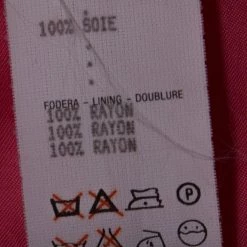 100% SOIE
FODERA - LINING - DOUBLURE
100% RAYON
100% RAYON
100% RAYON
P